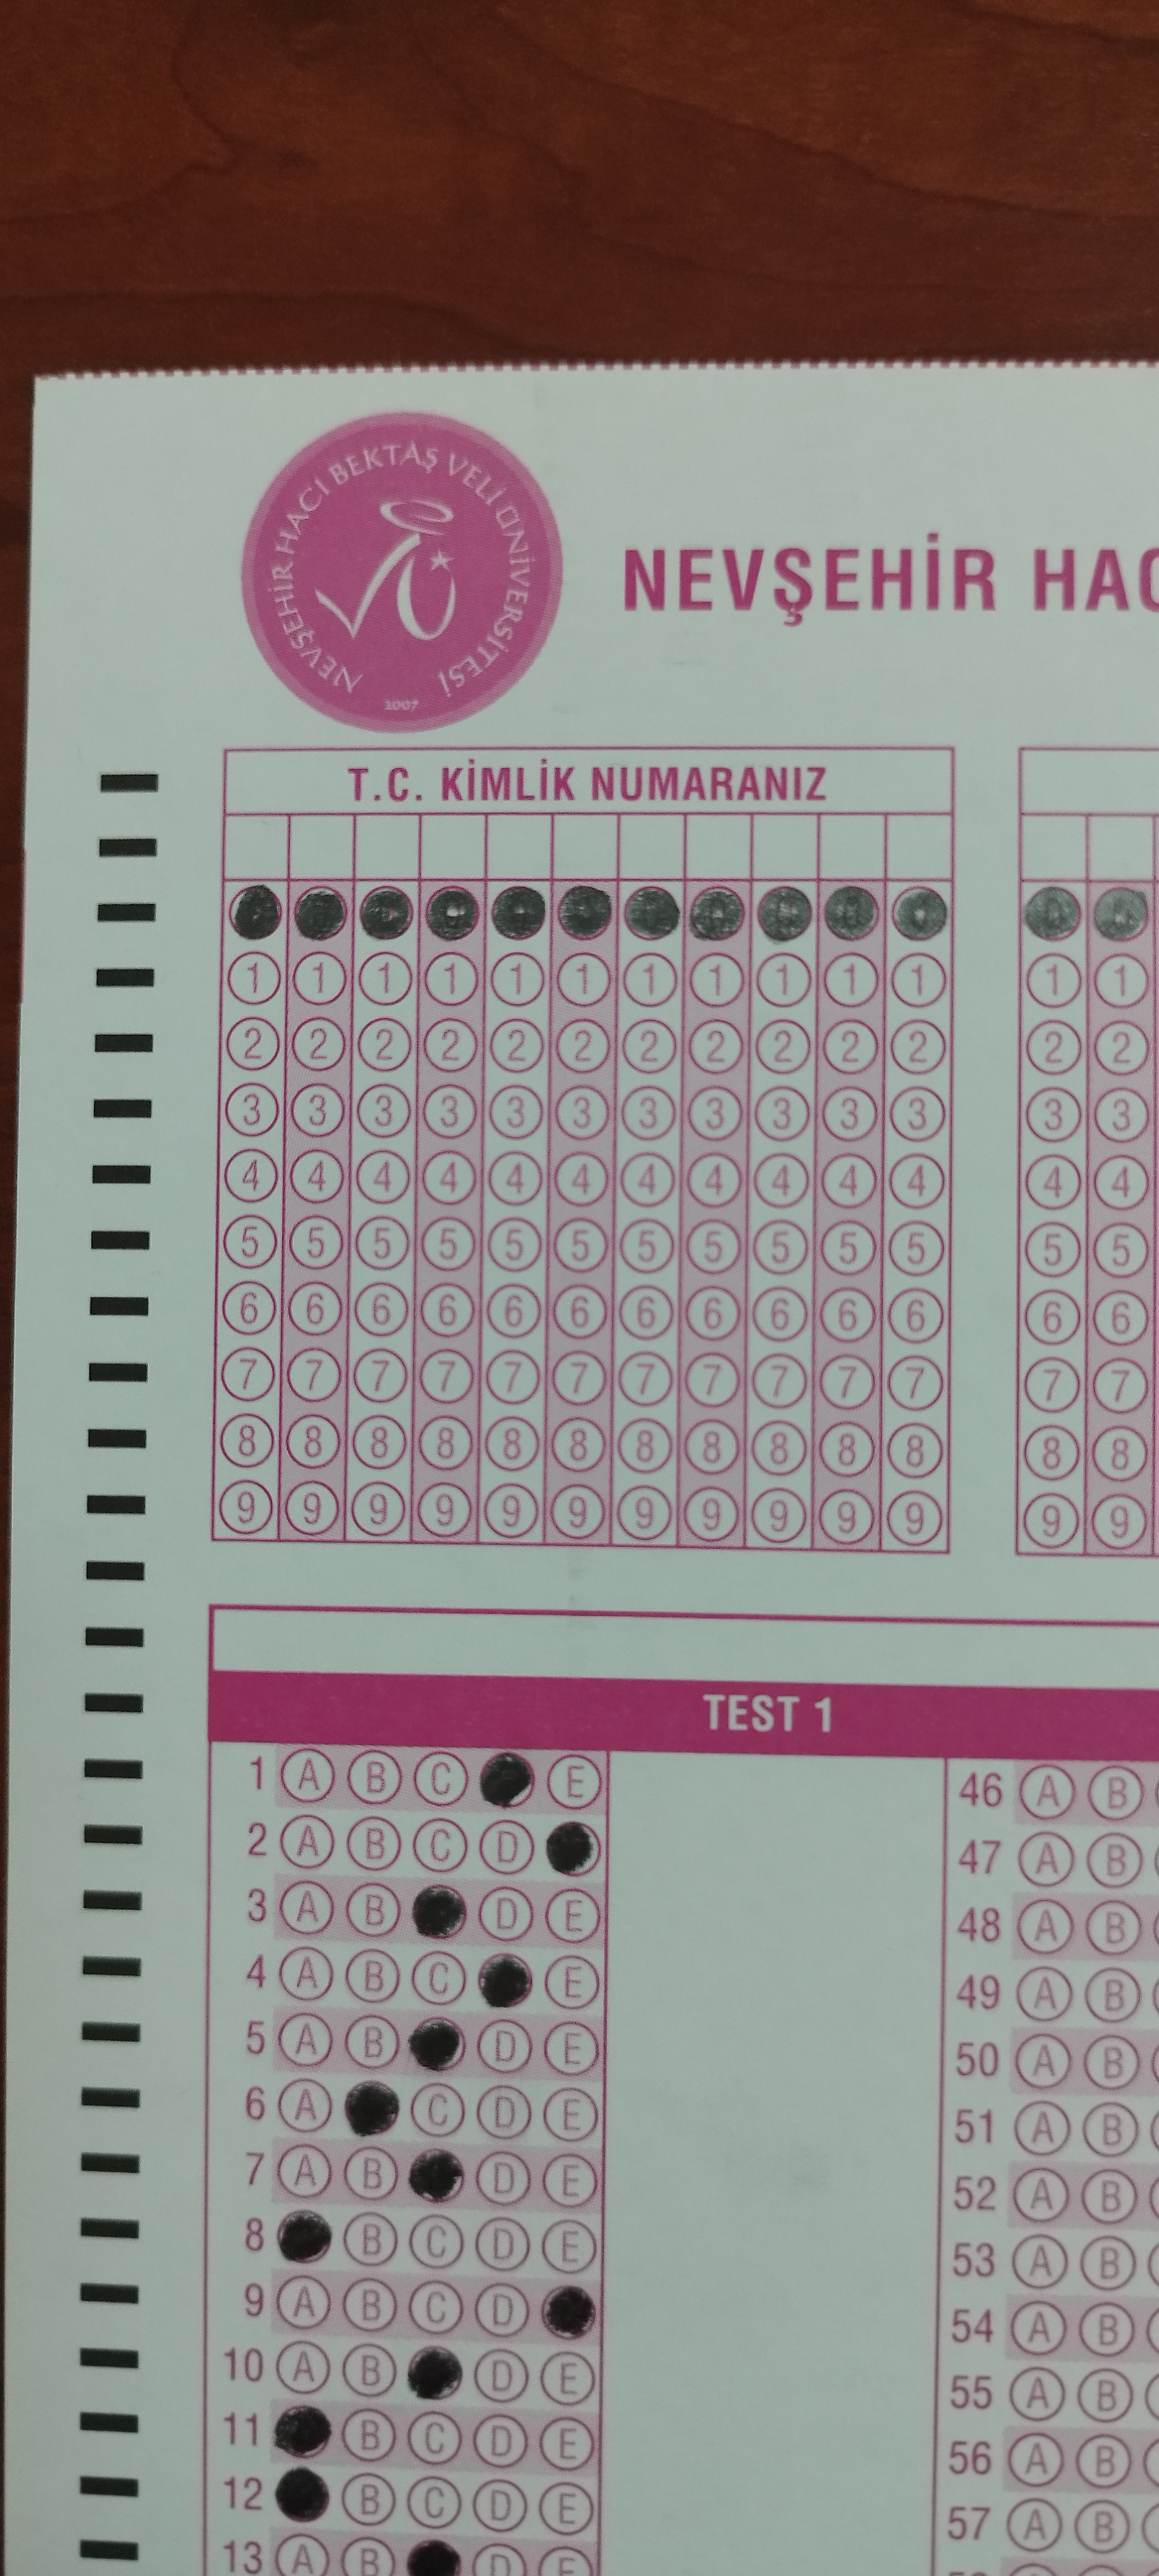 NEVŞEHİR HACI BEKTAŞ VELİ ÜNİVERSİTESİ
2007
NEVŞEHİR HAC
T.C. KİMLİK NUMARANIZ
1 1 1 1 1 1 1 1 1 1 1 1 1
2 2 2 2 2 2 2 2 2 2 2 2 2
3 3 3 3 3 3 3 3 3 3 3 3 3
4 4 4 4 4 4 4 4 4 4 4 4 4
5 5 5 5 5 5 5 5 5 5 5 5 5
6 6 6 6 6 6 6 6 6 6 6 6 6
7 7 7 7 7 7 7 7 7 7 7 7 7
8 8 8 8 8 8 8 8 8 8 8 8 8
9 9 9 9 9 9 9 9 9 9 9 9 9
TEST 1
1 A B C E
2 A B C D
3 A B D E
4 A B C E
5 A B D E
6 A C D E
7 A B D E
8 B C D E
9 A B C D
10 A B D E
11 B C D E
12 B C D E
13 A B D E
46 A B
47 A B
48 A B
49 A B
50 A B
51 A B
52 A B
53 A B
54 A B
55 A B
56 A B
57 A B